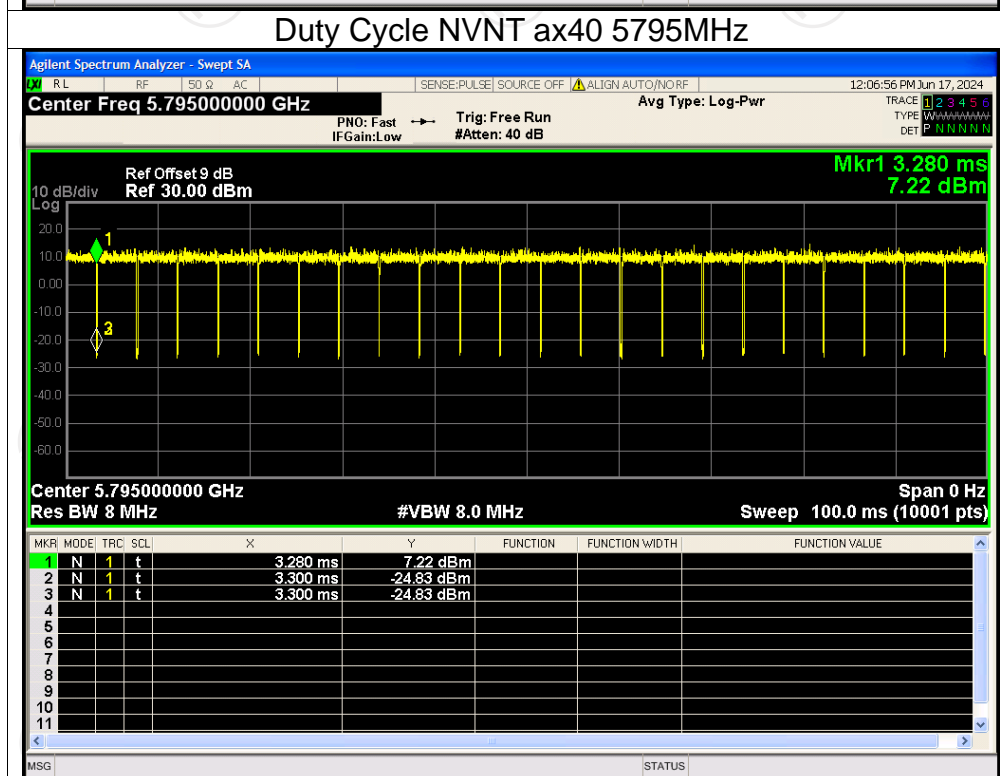 Duty Cycle NVNT ax40 5795MHz
Agilent Spectrum Analyzer - Swept SA
LXI RL RF 50 Ω AC SENSE:PULSE SOURCE OFF ALIGN AUTO/NO RF 12:06:56 PM Jun 17, 2024
Center Freq 5.795000000 GHz Avg Type: Log-Pwr TRACE 1 2 3 4 5 6
PNO: Fast Trig: Free Run TYPE WWWWWW
IFGain:Low #Atten: 40 dB DET P N N N N N
Mkr1 3.280 ms
7.22 dBm
Ref Offset 9 dB
10 dB/div Ref 30.00 dBm
Log
20.0
1
10.0
0.00
-10.0
3
-20.0
-30.0
-40.0
-50.0
-60.0
Center 5.795000000 GHz Span 0 Hz
Res BW 8 MHz #VBW 8.0 MHz Sweep 100.0 ms (10001 pts)
MKR MODE TRC SCL X Y FUNCTION FUNCTION WIDTH FUNCTION VALUE
1 N 1 t 3.280 ms 7.22 dBm
2 N 1 t 3.300 ms -24.83 dBm
3 N 1 t 3.300 ms -24.83 dBm
4
5
6
7
8
9
10
11
MSG STATUS